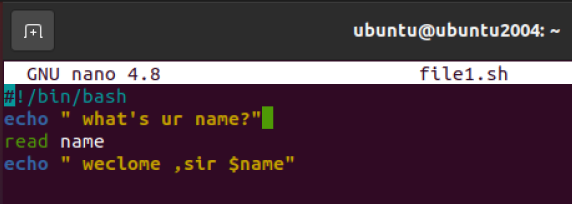 ubuntu@ubuntu2004: ~
GNU nano 4.8 file1.sh
#!/bin/bash
echo " what's ur name?"
read name
echo " weclome ,sir $name"